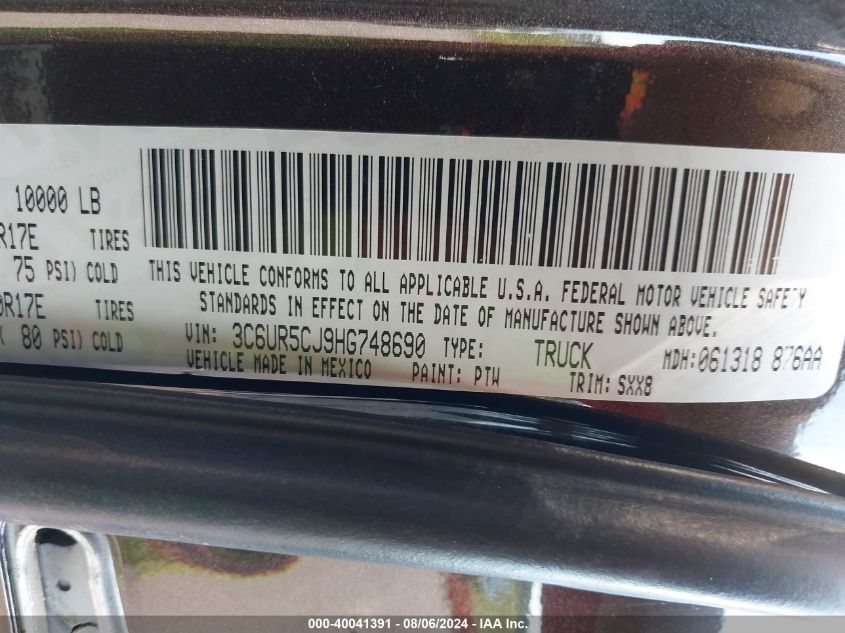 10000 LB
R17E TIRES
75 PSI) COLD
0R17E TIRES
80 PSI) COLD
THIS VEHICLE CONFORMS TO ALL APPLICABLE U.S.A. FEDERAL MOTOR VEHICLE SAFETY
STANDARDS IN EFFECT ON THE DATE OF MANUFACTURE SHOWN ABOVE.
VIN: 3C6UR5CJ9HG748690 TYPE: TRUCK MDH: 061318 876AA
VEHICLE MADE IN MEXICO PAINT: PTW TRIM: SXX8
000-40041391 - 08/06/2024 - IAA Inc.